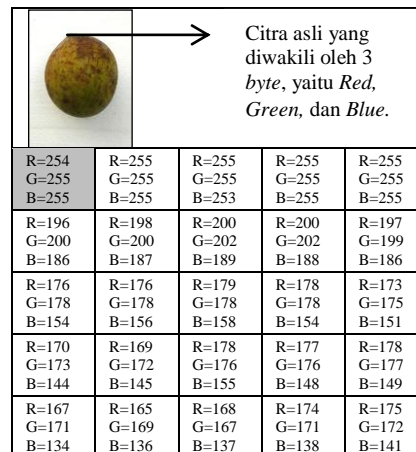 Citra asli yang
diwakili oleh 3
byte, yaitu Red,
Green, dan Blue.
R=254 R=255 R=255 R=255 R=255
G=255 G=255 G=255 G=255 G=255
B=255 B=255 B=253 B=255 B=255
R=196 R=198 R=200 R=200 R=197
G=200 G=200 G=202 G=202 G=199
B=186 B=187 B=189 B=188 B=186
R=176 R=176 R=179 R=178 R=173
G=178 G=178 G=178 G=178 G=175
B=154 B=156 B=158 B=154 B=151
R=170 R=169 R=178 R=177 R=178
G=173 G=172 G=176 G=176 G=177
B=144 B=145 B=155 B=148 B=149
R=167 R=165 R=168 R=174 R=175
G=171 G=169 G=167 G=171 G=172
B=134 B=136 B=137 B=138 B=141